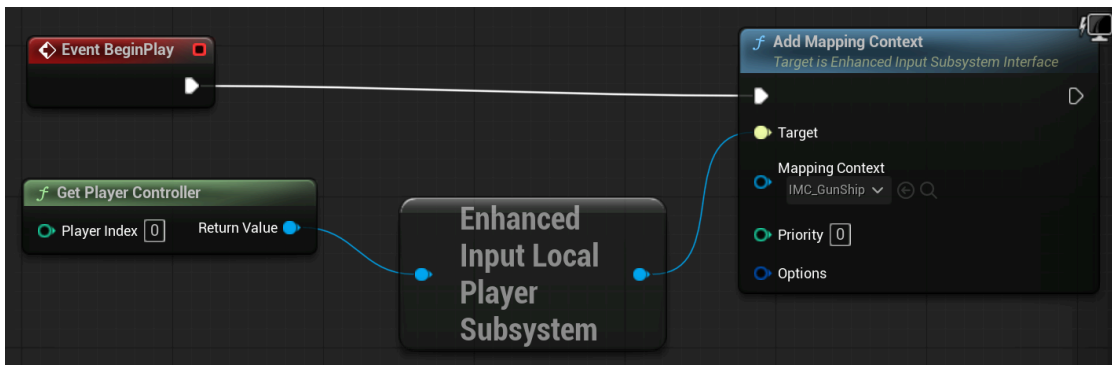 Event BeginPlay
Add Mapping Context
Target is Enhanced Input Subsystem Interface
Target
Mapping Context
IMC_GunShip
Priority 0
Options
Get Player Controller
Player Index 0
Return Value
Enhanced
Input Local
Player
Subsystem